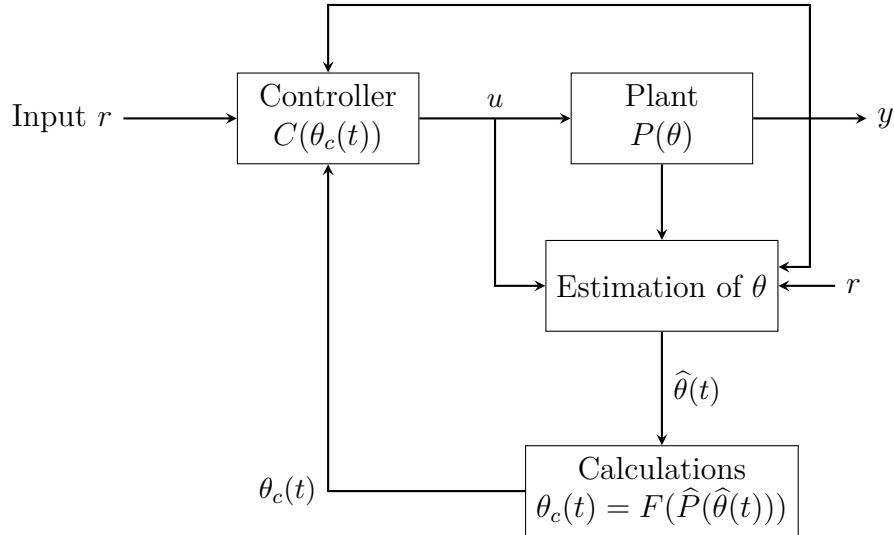 Input r
Controller
C(θ_c(t))
u
Plant
P(θ)
y
Estimation of θ
r
θ̂(t)
Calculations
θ_c(t) = F(P̂(θ̂(t)))
θ_c(t)